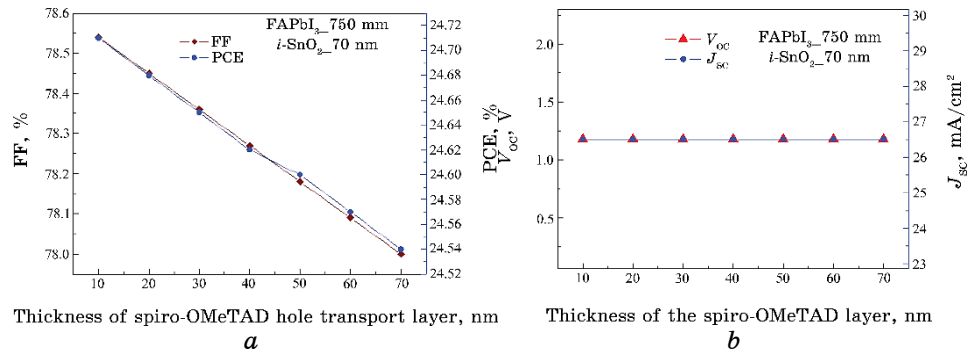 FAPbI₃_750 mm
i-SnO₂_70 nm
FF
PCE
78.6
78.5
78.4
78.3
78.2
78.1
78.0
FF, %
24.72
24.70
24.68
24.66
24.65
24.62
24.60
24.58
24.56
24.54
24.52
PCE, %
10 20 30 40 50 60 70
Thickness of spiro-OMeTAD hole transport layer, nm
a
Voc
Jsc
FAPbI₃_750 mm
i-SnO₂_70 nm
2.0
1.5
1.2
1.0
0.5
V_OC, V
30
29
28
27
26
25
24
23
J_SC, mA/cm²
10 20 30 40 50 60 70
Thickness of the spiro-OMeTAD layer, nm
b